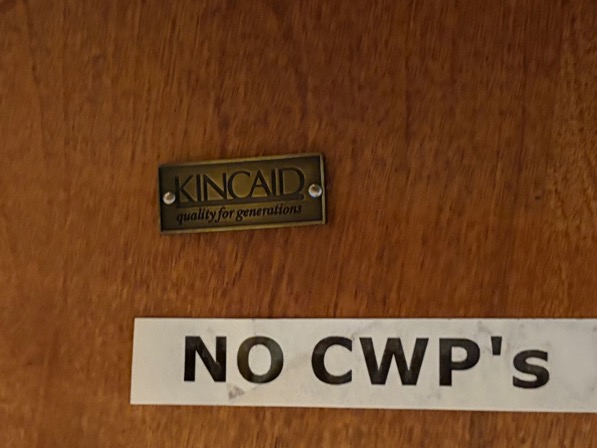 KINCAID
quality for generations
NO CWP's